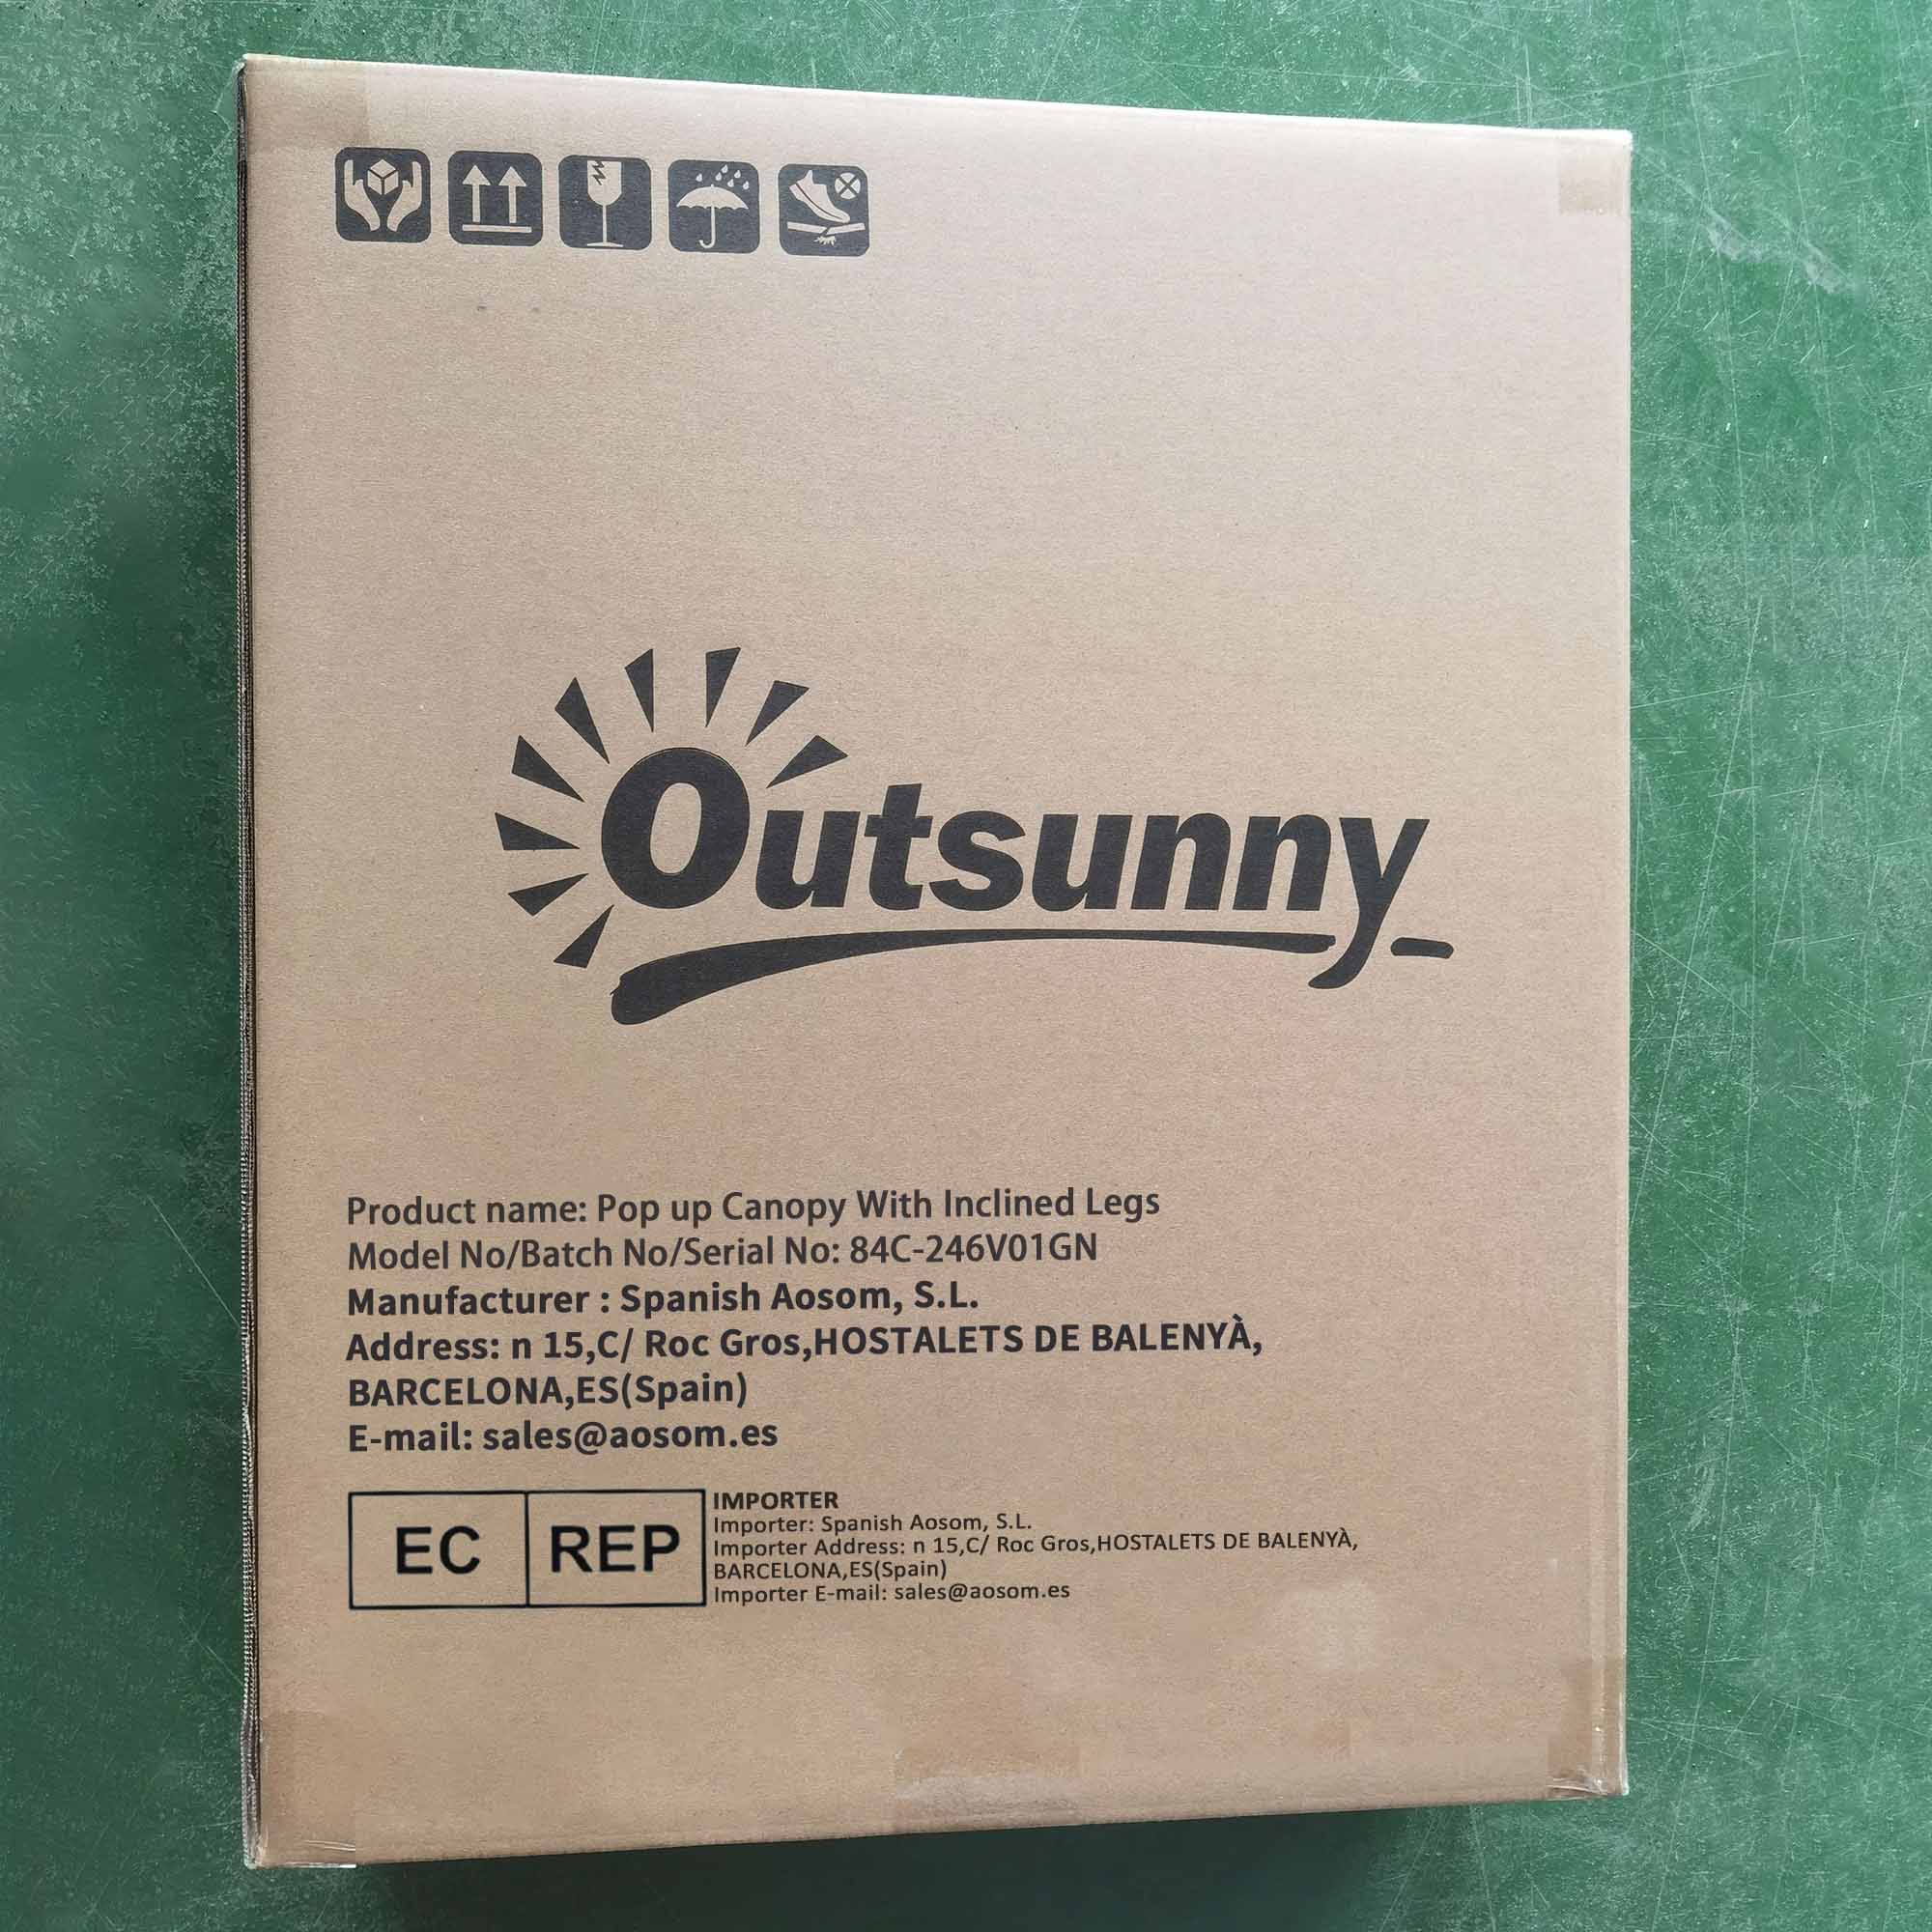 Outsunny
Product name: Pop up Canopy With Inclined Legs
Model No/Batch No/Serial No: 84C-246V01GN
Manufacturer : Spanish Aosom, S.L.
Address: n 15,C/ Roc Gros,HOSTALETS DE BALENYÀ,
BARCELONA,ES(Spain)
E-mail: sales@aosom.es
EC REP
IMPORTER
Importer: Spanish Aosom, S.L.
Importer Address: n 15,C/ Roc Gros,HOSTALETS DE BALENYÀ,
BARCELONA,ES(Spain)
Importer E-mail: sales@aosom.es